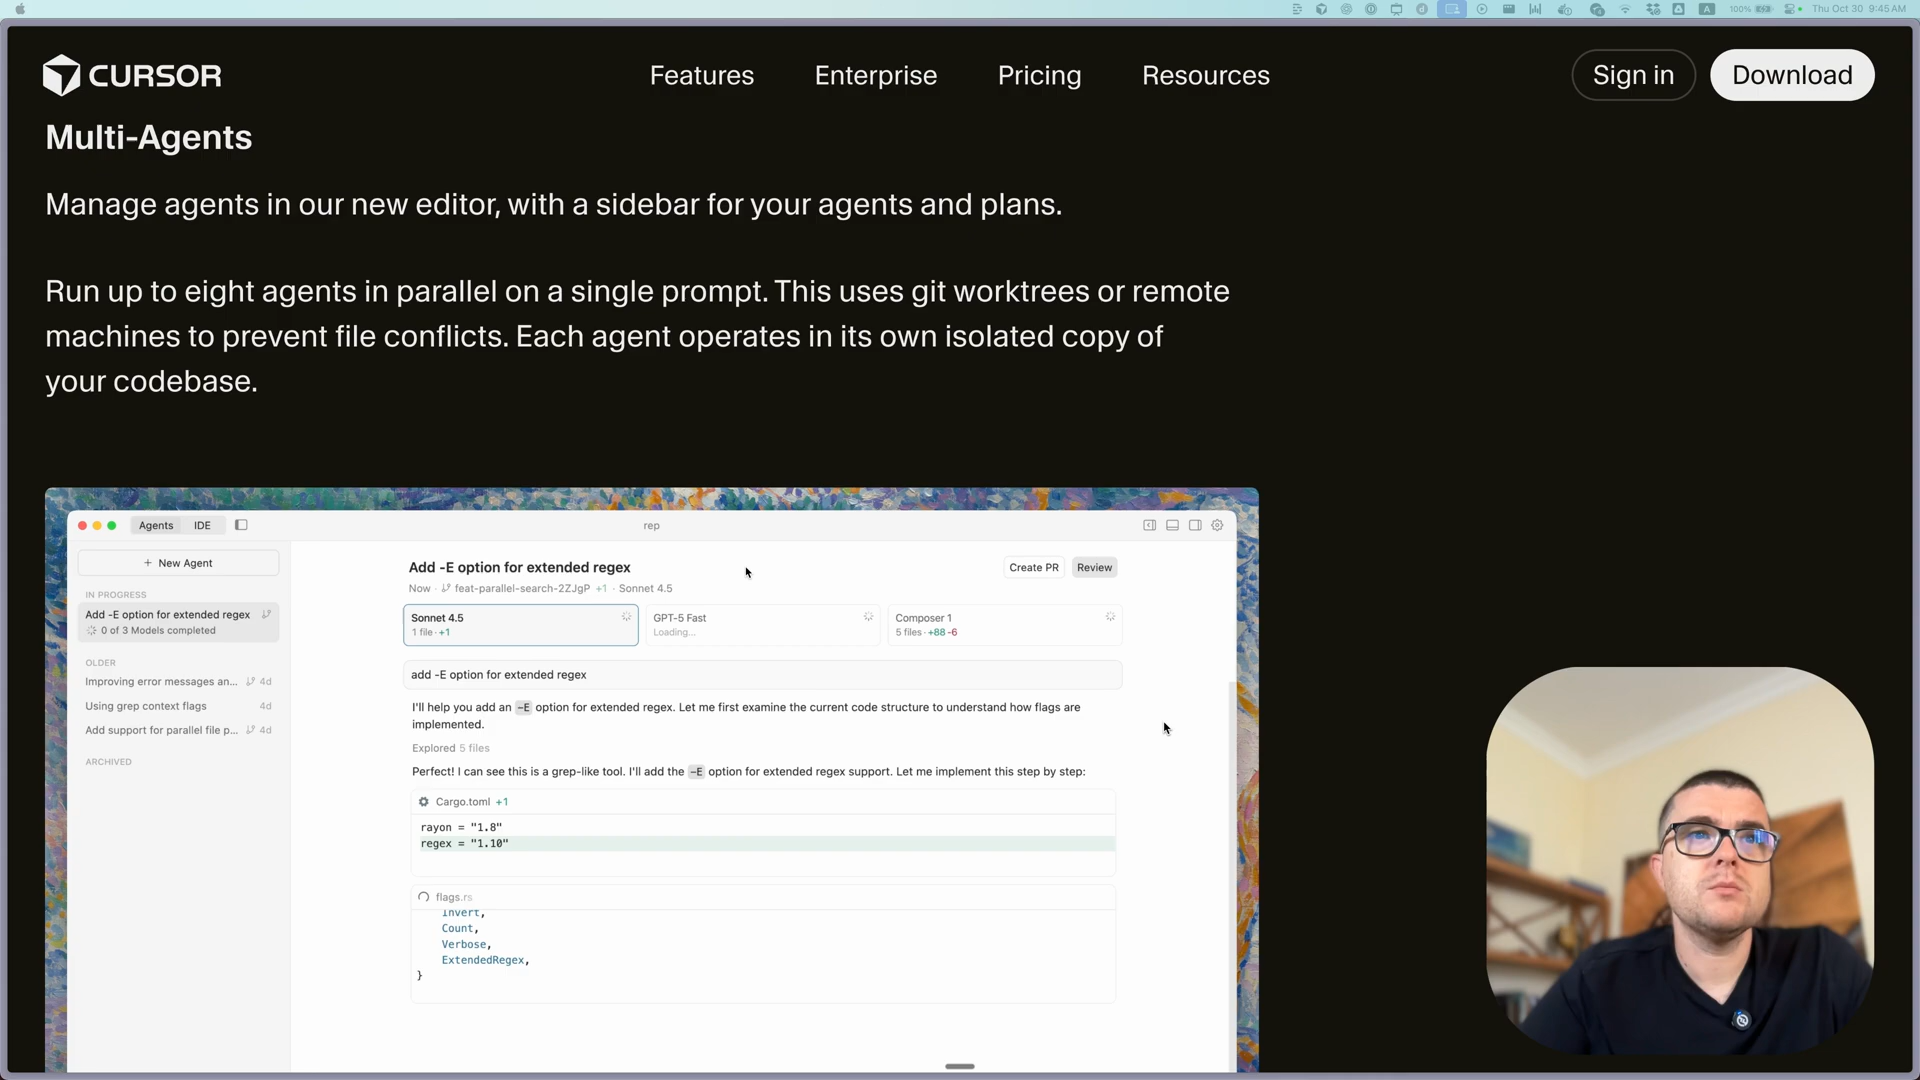 100%
Thu Oct 30 9:45 AM
CURSOR
Features
Enterprise
Pricing
Resources
Sign in
Download
Multi-Agents
Manage agents in our new editor, with a sidebar for your agents and plans.
Run up to eight agents in parallel on a single prompt. This uses git worktrees or remote
machines to prevent file conflicts. Each agent operates in its own isolated copy of
your codebase.
Agents
IDE
rep
+ New Agent
IN PROGRESS
Add -E option for extended regex
0 of 3 Models completed
OLDER
Improving error messages an... 4d
Using grep context flags 4d
Add support for parallel file p... 4d
ARCHIVED
Add -E option for extended regex
Create PR
Review
Now · feat-parallel-search-2ZJgP +1 · Sonnet 4.5
Sonnet 4.5
1 file · +1
GPT-5 Fast
Loading...
Composer 1
5 files · +88 -6
add -E option for extended regex
I'll help you add an -E option for extended regex. Let me first examine the current code structure to understand how flags are
implemented.
Explored 5 files
Perfect! I can see this is a grep-like tool. I'll add the -E option for extended regex support. Let me implement this step by step:
Cargo.toml +1
rayon = "1.8"
regex = "1.10"
flags.rs
Invert,
Count,
Verbose,
ExtendedRegex,
}